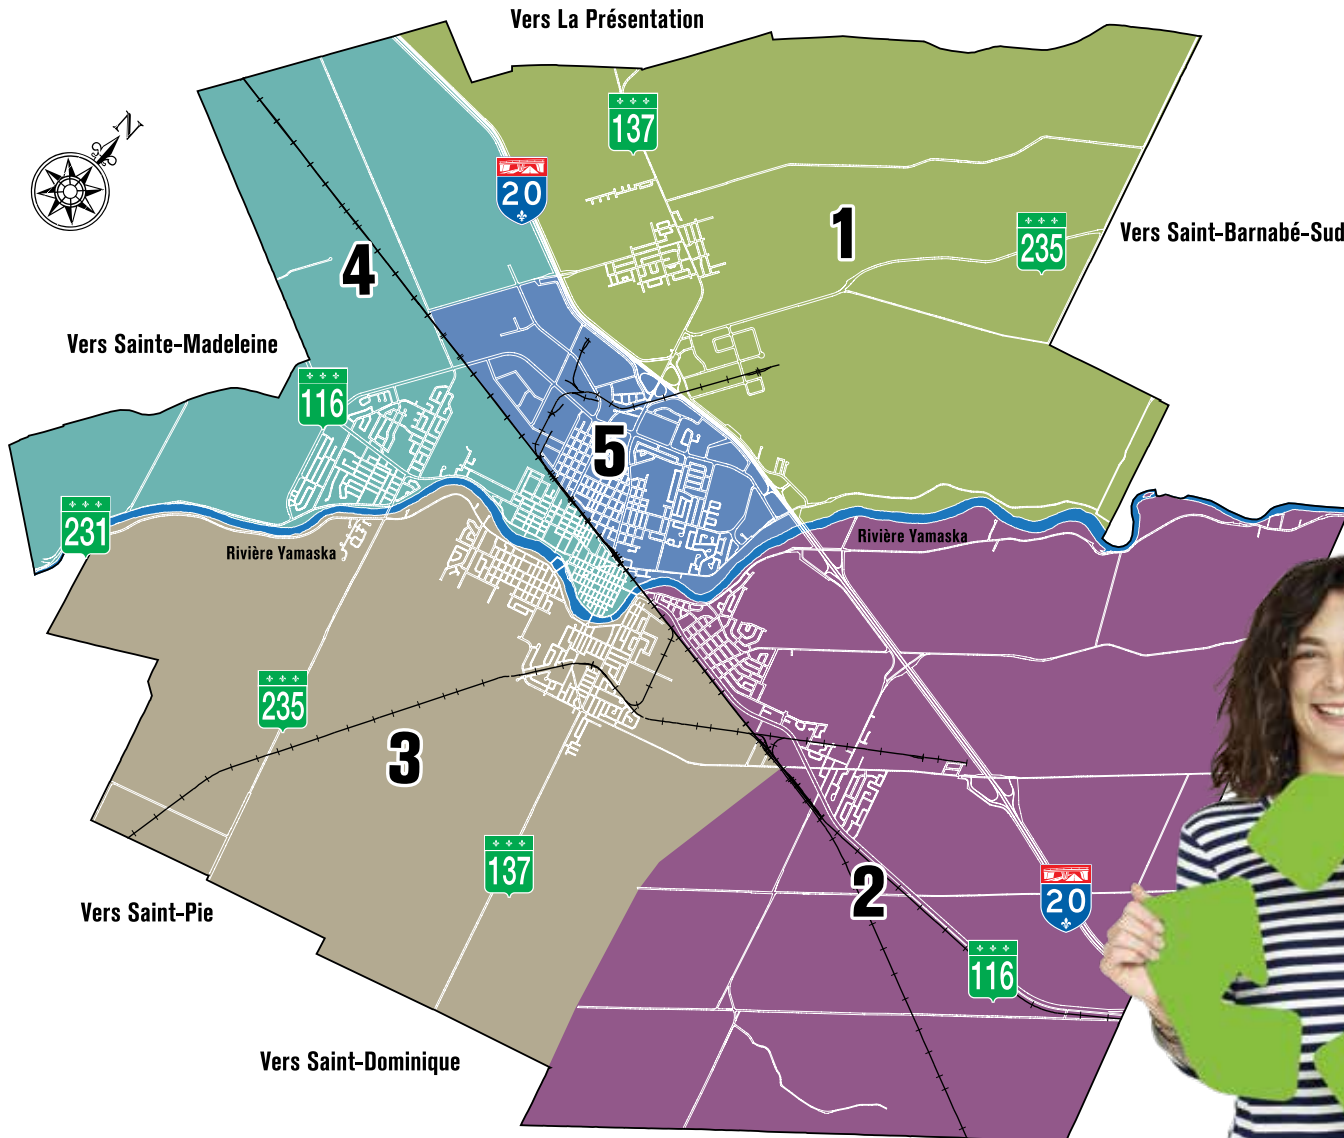 Vers La Présentation
N
137
20
1
235
Vers Saint-Barnabé-Sud
4
Vers Sainte-Madeleine
116
5
231
Rivière Yamaska
Rivière Yamaska
235
3
137
2
20
Vers Saint-Pie
116
Vers Saint-Dominique